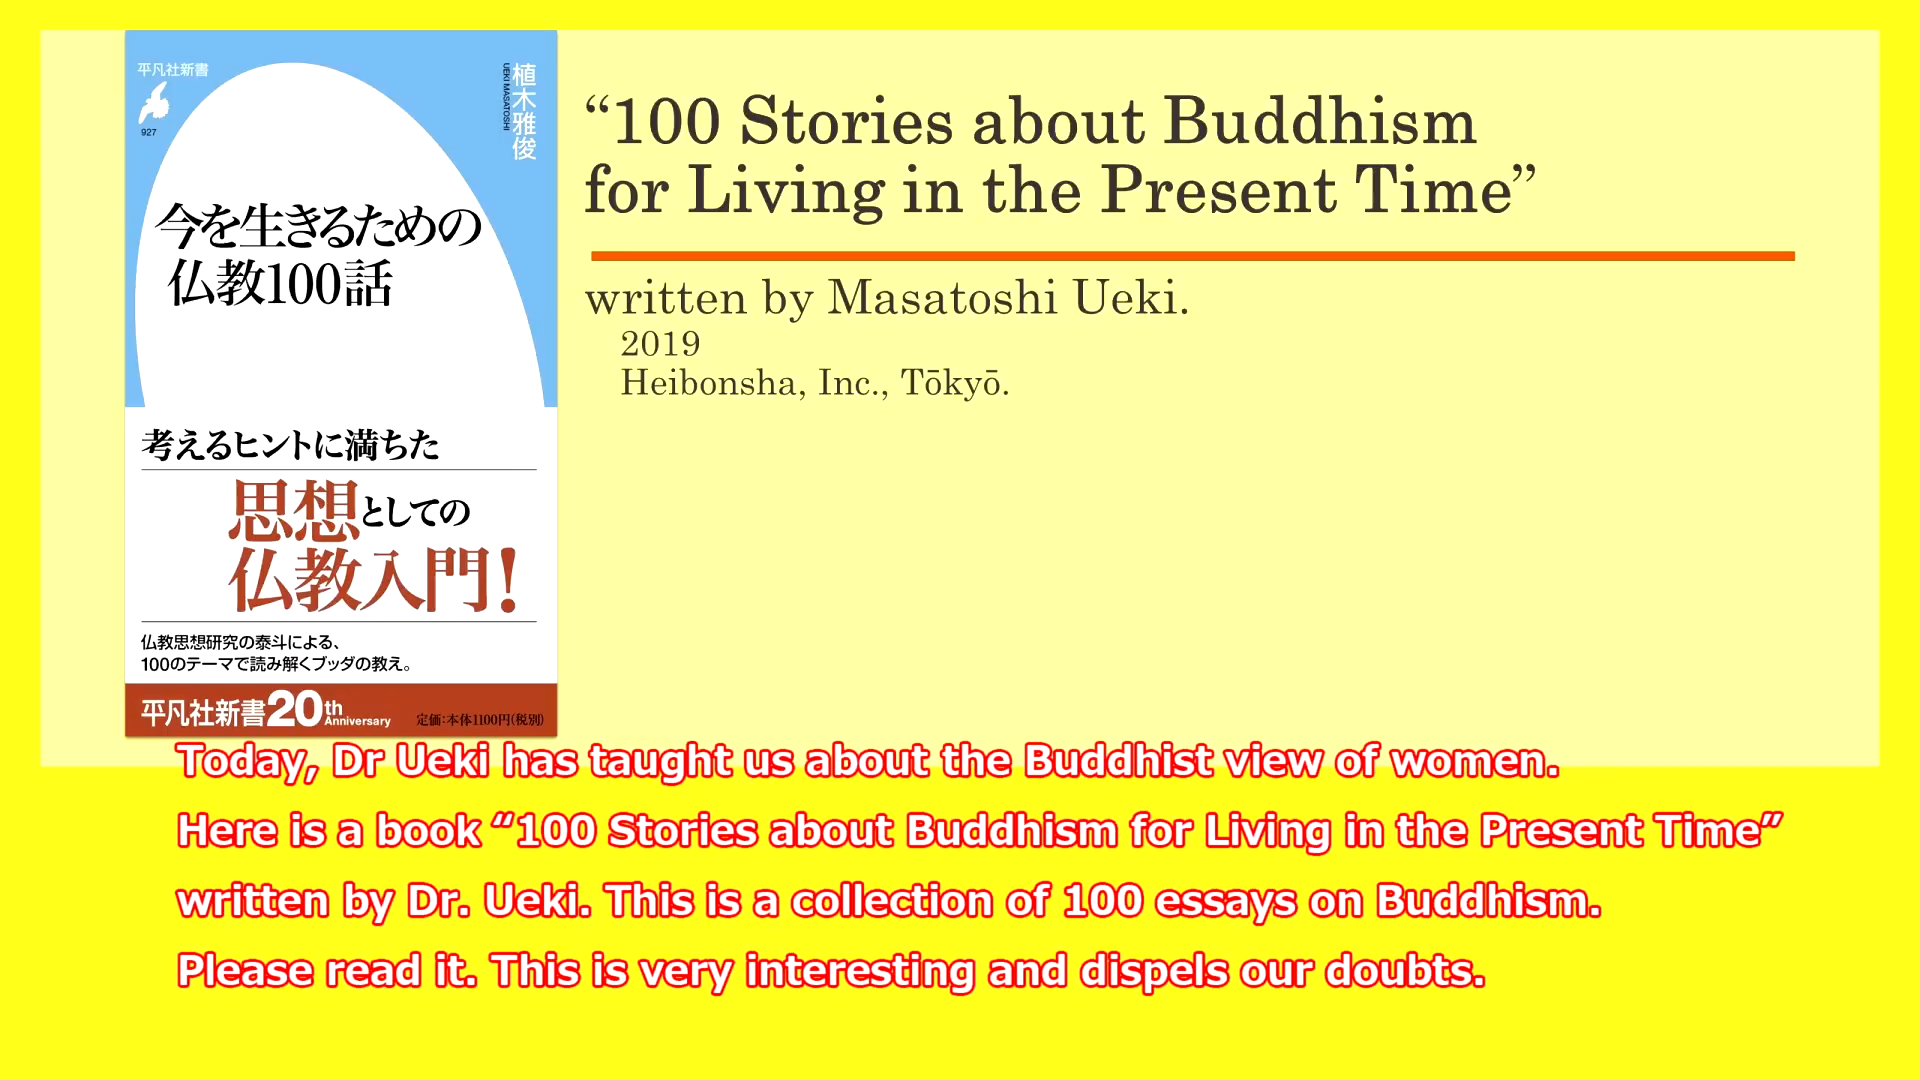 平凡社新書
927
植木雅俊
UEKI MASATOSHI
今を生きるための
仏教100話
考えるヒントに満ちた
思想としての
仏教入門!
仏教思想研究の泰斗による、
100のテーマで読み解くブッダの教え。
平凡社新書20th Anniversary
定価:本体1100円(税別)
“100 Stories about Buddhism
for Living in the Present Time”
written by Masatoshi Ueki.
2019
Heibonsha, Inc., Tōkyō.
Today, Dr Ueki has taught us about the Buddhist view of women.
Here is a book “100 Stories about Buddhism for Living in the Present Time”
written by Dr. Ueki. This is a collection of 100 essays on Buddhism.
Please read it. This is very interesting and dispels our doubts.